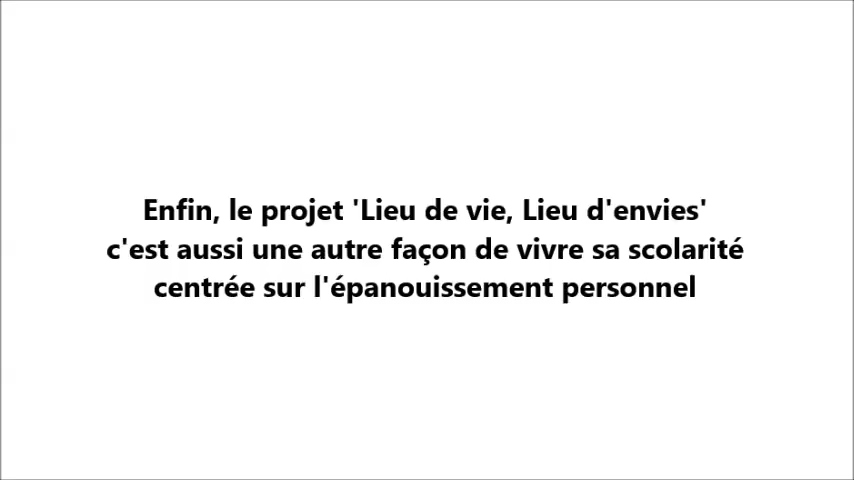 Enfin, le projet 'Lieu de vie, Lieu d'envies'
c'est aussi une autre façon de vivre sa scolarité
centrée sur l'épanouissement personnel